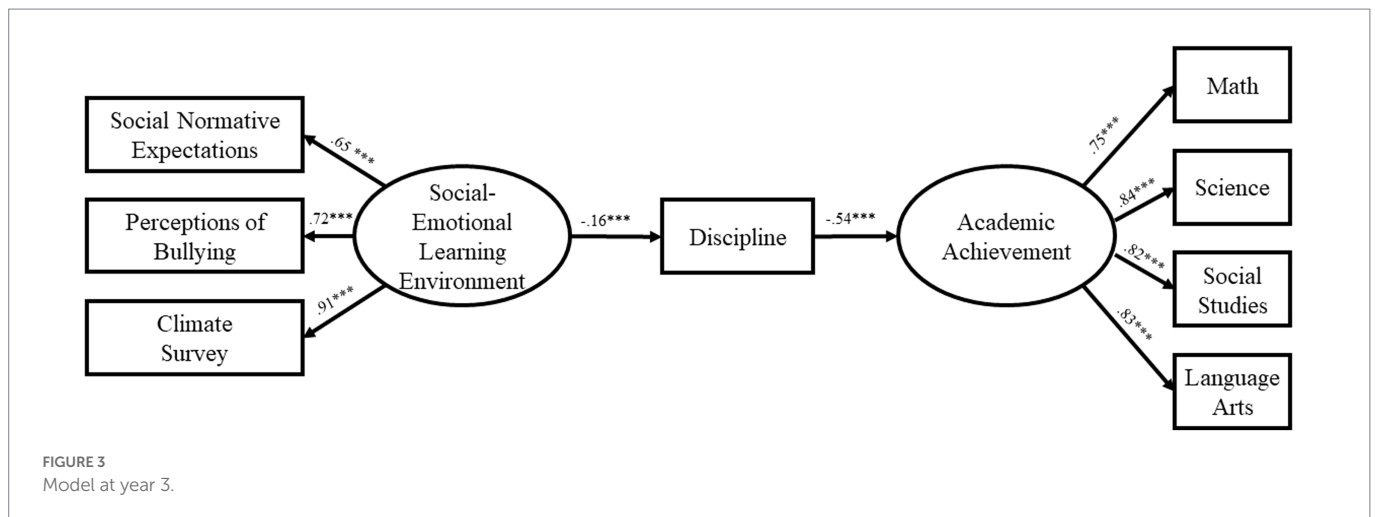 Social Normative
Expectations
Perceptions of
Bullying
Climate
Survey
.65 ***
.72***
.91***
Social-
Emotional
Learning
Environment
-.16***
Discipline
-.54***
Academic
Achievement
.75***
.84***
.82***
.83***
Math
Science
Social
Studies
Language
Arts
FIGURE 3
Model at year 3.